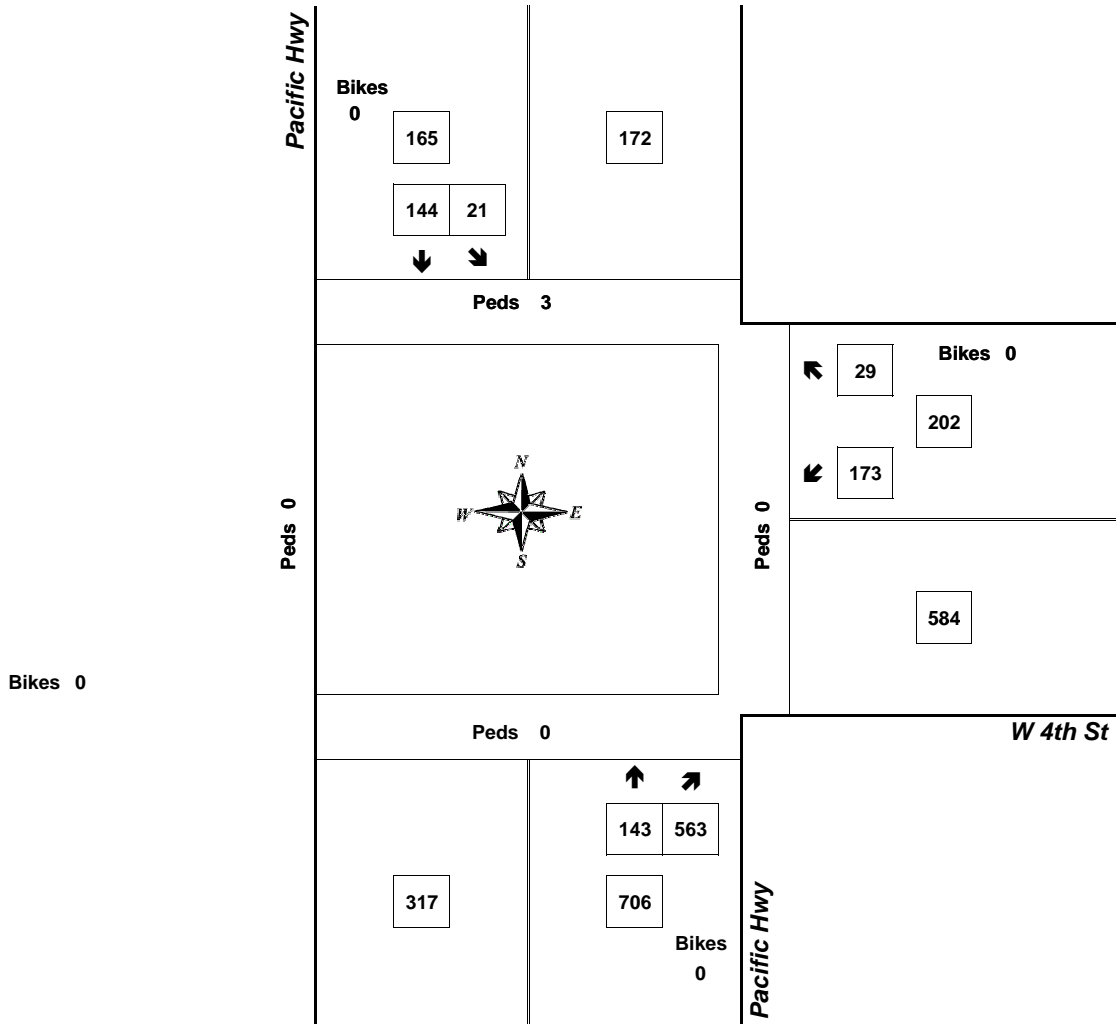 Pacific Hwy
Bikes
0
165
172
144 21
Peds 3
29
Bikes 0
202
173
N
W E
S
Peds 0
Peds 0
584
Bikes 0
W 4th St
Peds 0
143 563
317
706
Bikes
0
Pacific Hwy